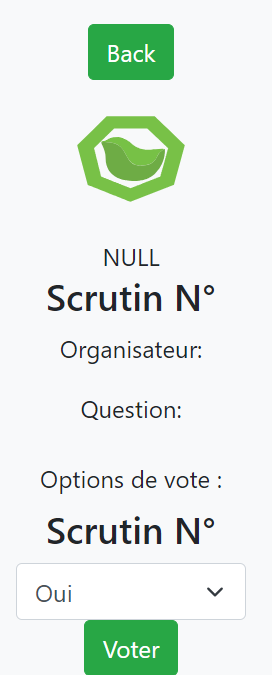 Back
NULL
Scrutin N°
Organisateur:
Question:
Options de vote :
Scrutin N°
Oui
Voter